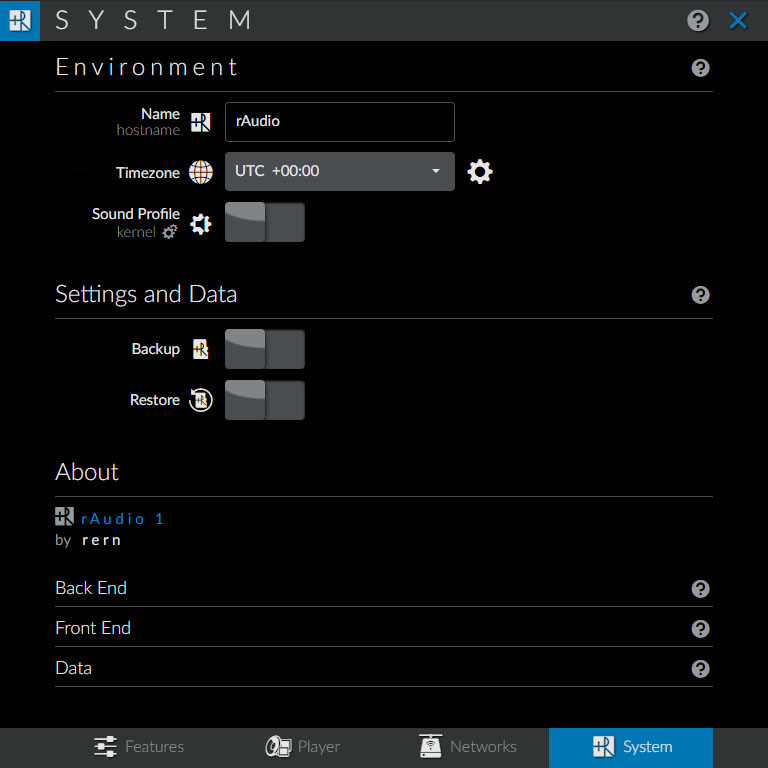 SYSTEM
Environment
Name
hostname
rAudio
Timezone
UTC +00:00
Sound Profile
kernel
Settings and Data
Backup
Restore
About
rAudio 1
by rern
Back End
Front End
Data
Features
Player
Networks
System